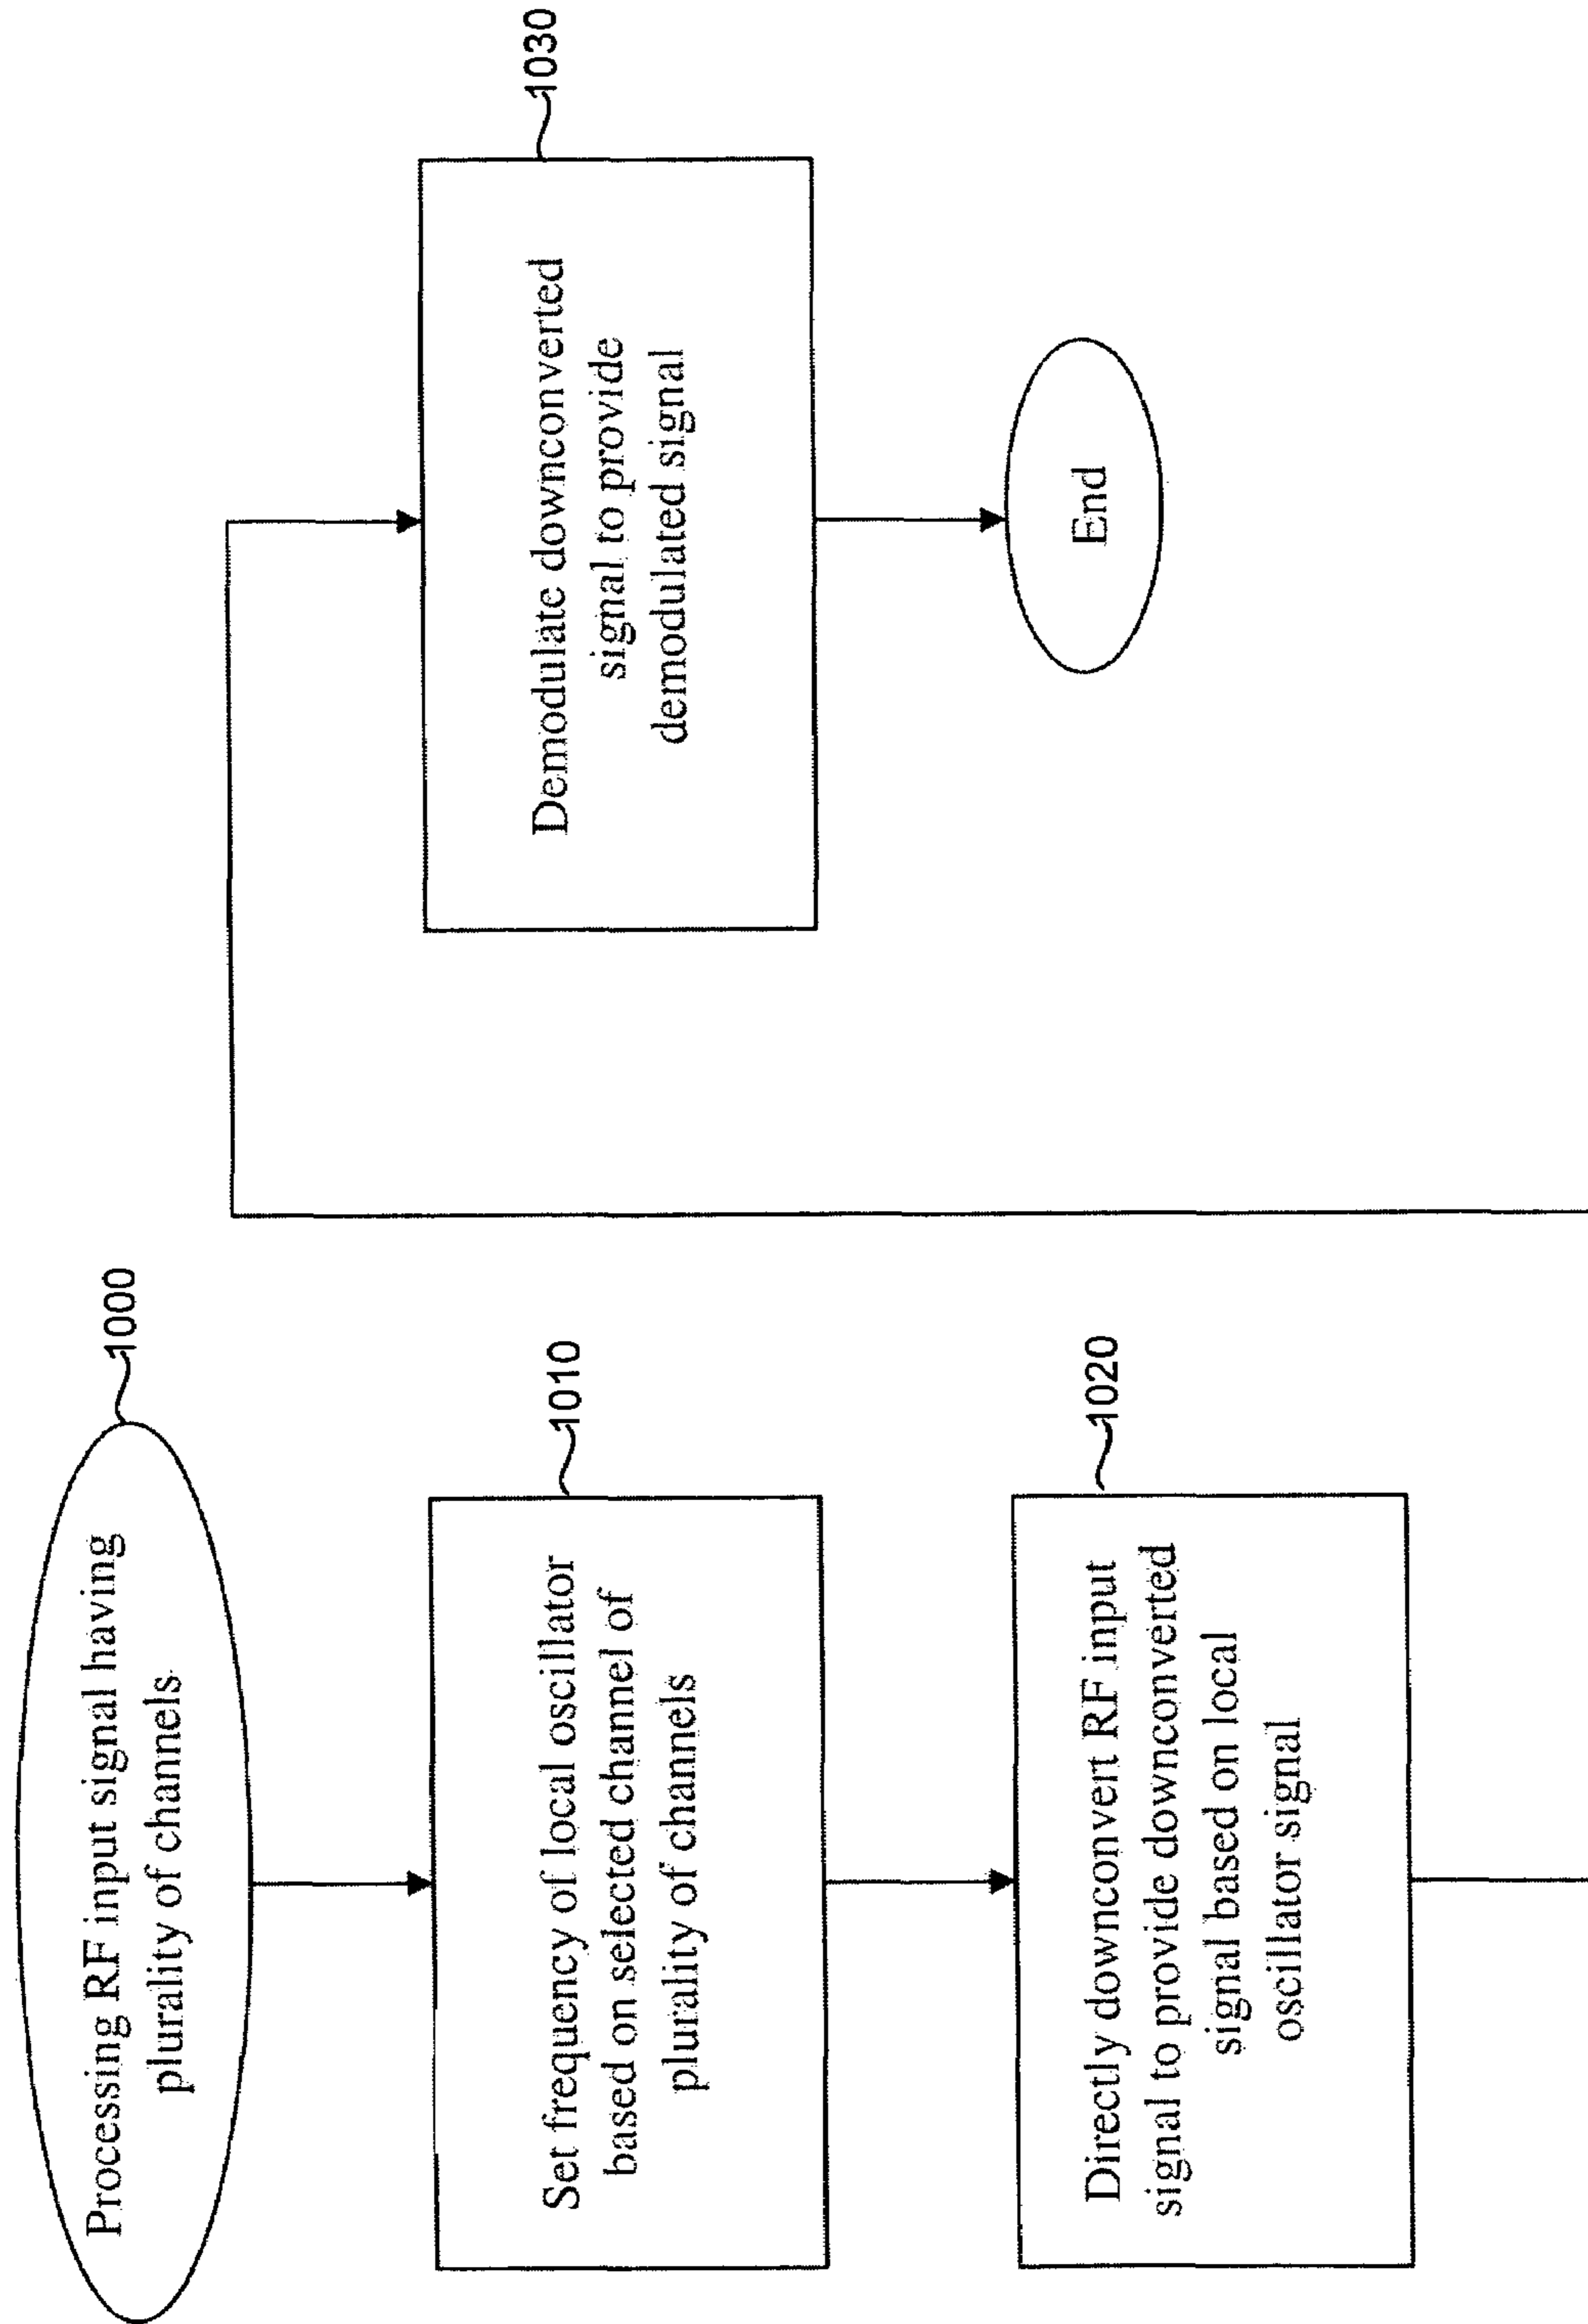 Processing RF input signal having
plurality of channels
1000
Set frequency of local oscillator
based on selected channel of
plurality of channels
1010
Directly downconvert RF input
signal to provide downconverted
signal based on local
oscillator signal
1020
Demodulate downconverted
signal to provide
demodulated signal
1030
End